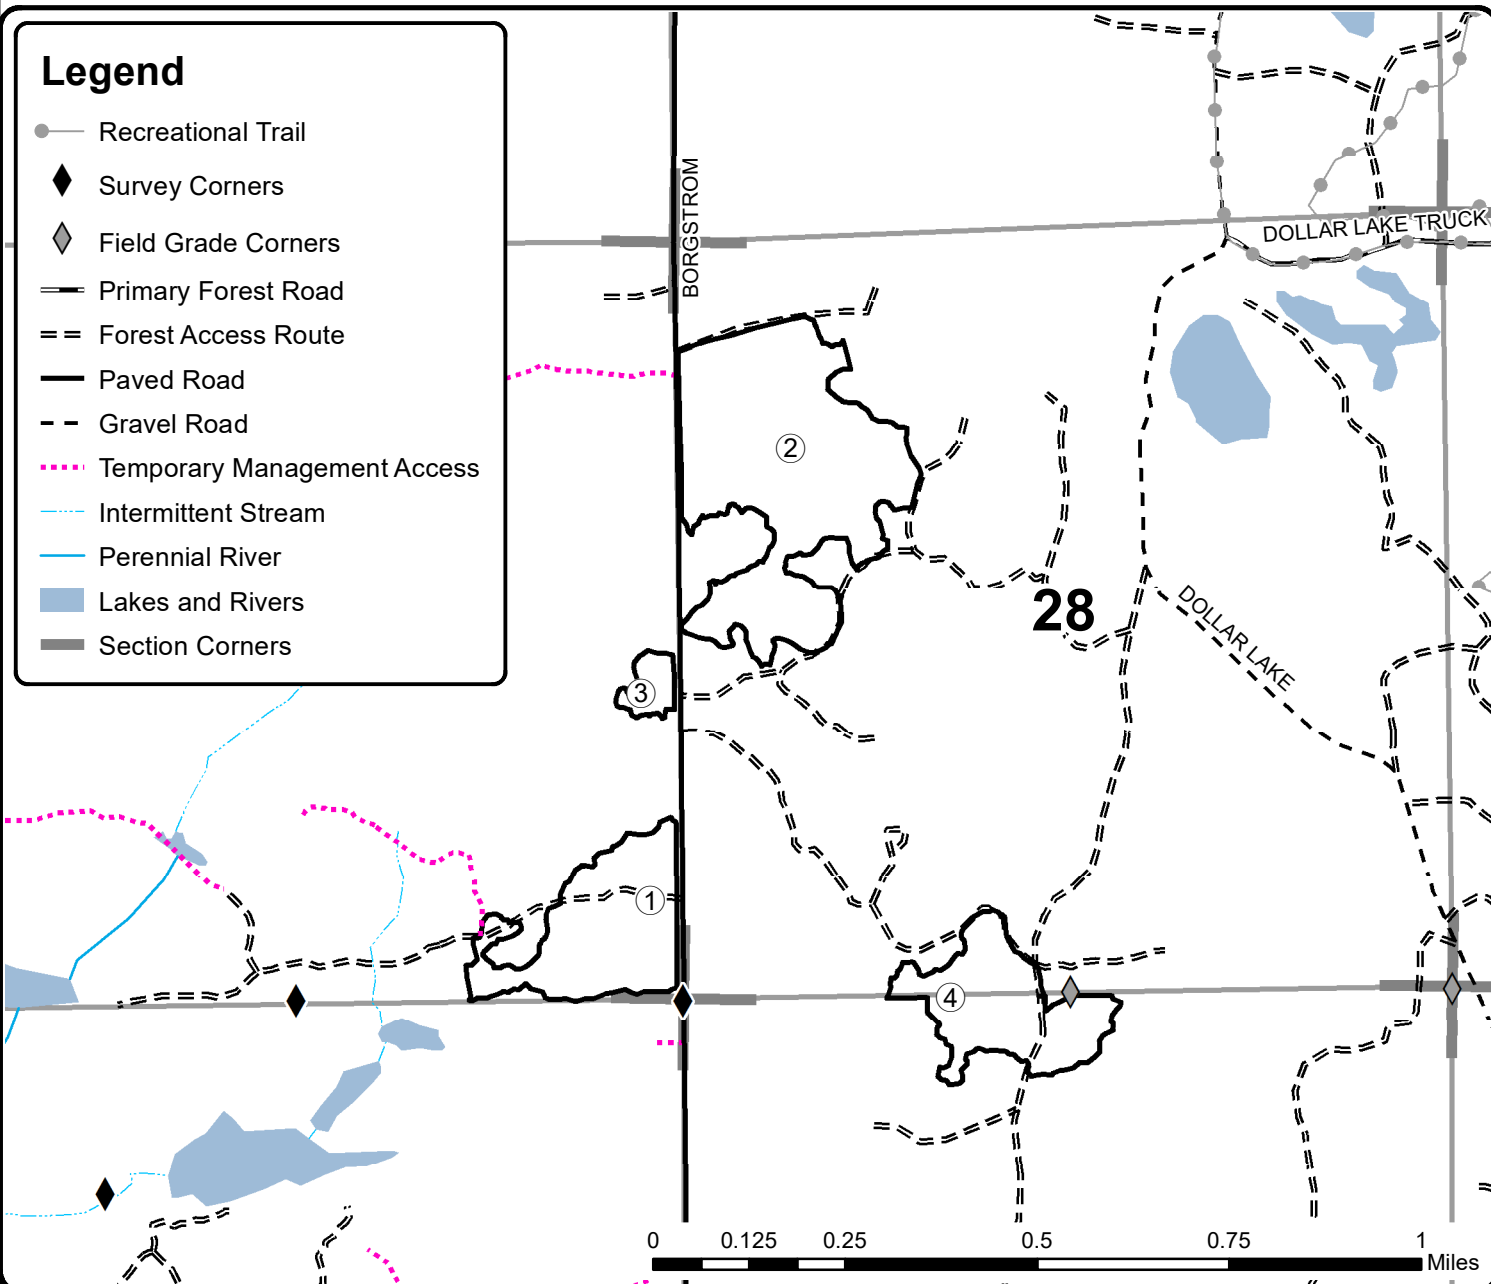 Legend
Recreational Trail
Survey Corners
Field Grade Corners
Primary Forest Road
Forest Access Route
Paved Road
Gravel Road
Temporary Management Access
Intermittent Stream
Perennial River
Lakes and Rivers
Section Corners
BORGSTROM
DOLLAR LAKE TRUCK
2
28
DOLLAR LAKE
3
1
4
0 0.125 0.25 0.5 0.75 1
Miles